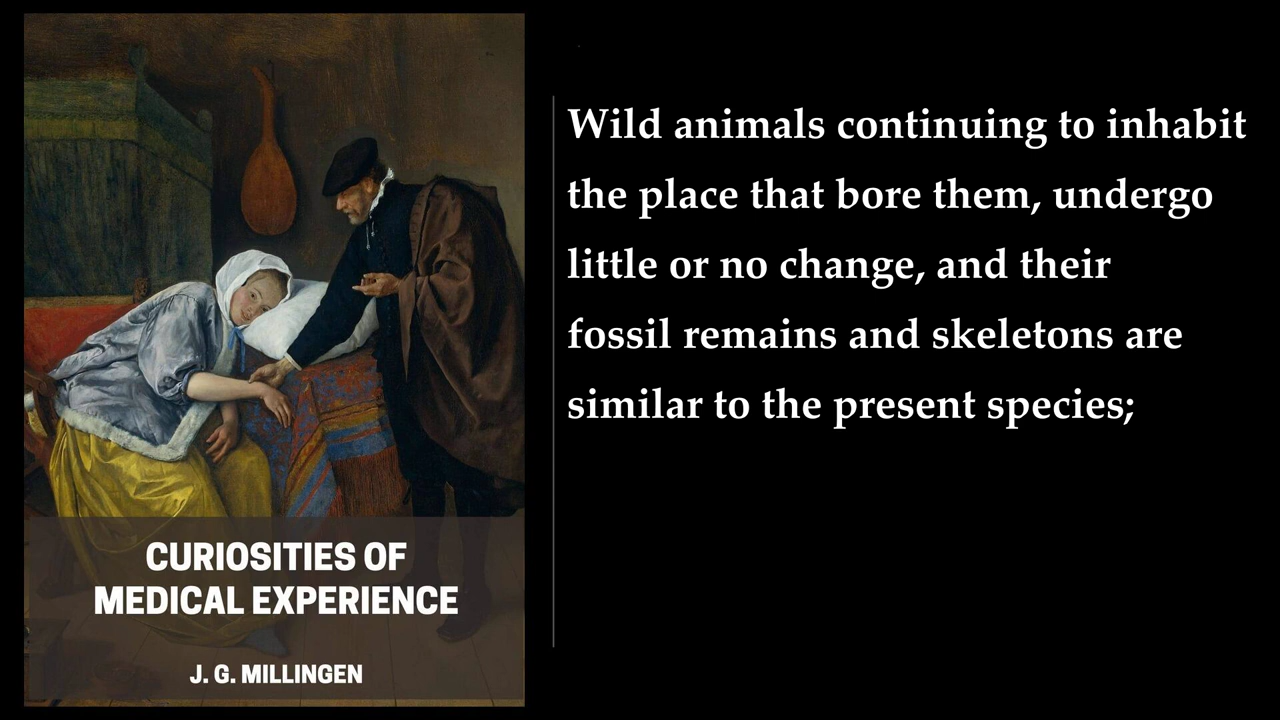 CURIOSITIES OF
MEDICAL EXPERIENCE
J. G. MILLINGEN
Wild animals continuing to inhabit
the place that bore them, undergo
little or no change, and their
fossil remains and skeletons are
similar to the present species;